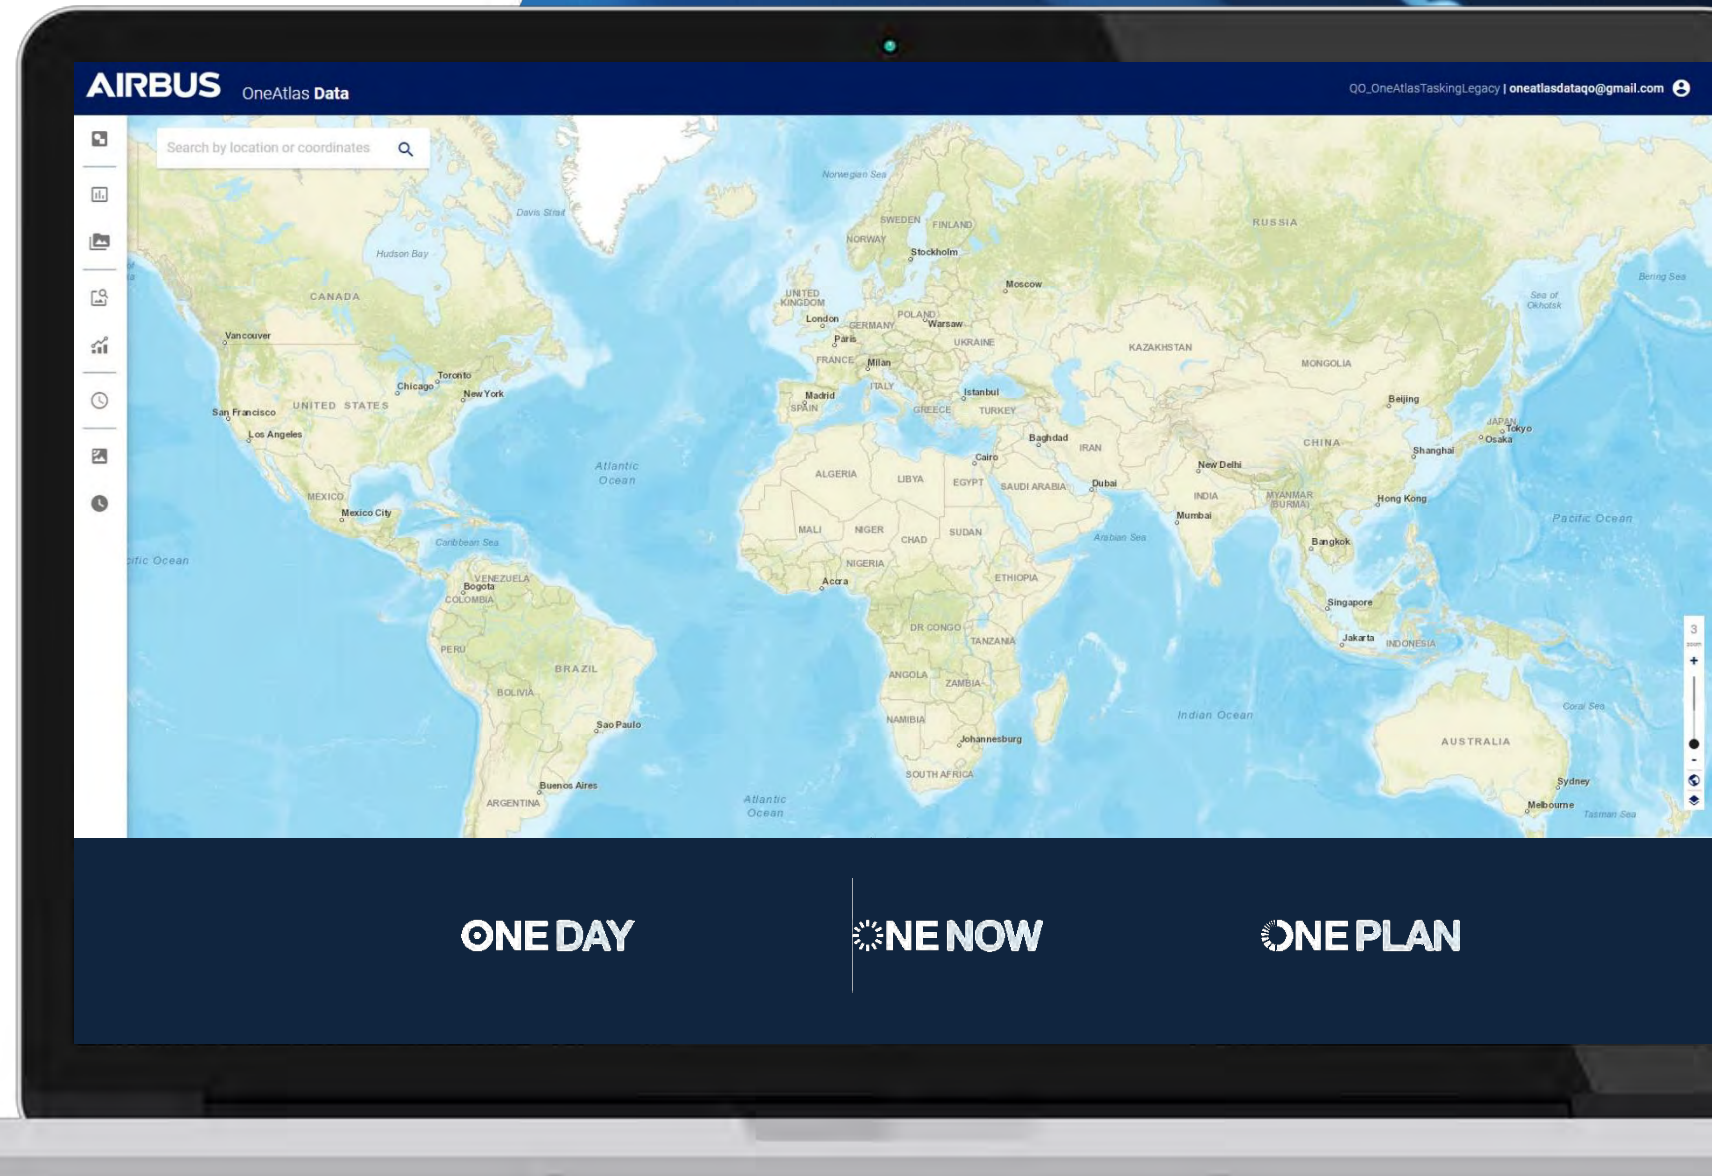 AIRBUS OneAtlas Data
QO_OneAtlasTaskingLegacy | oneatlasdataqo@gmail.com
Search by location or coordinates
Norwegian Sea
Davis Strait
SWEDEN
FINLAND
RUSSIA
NORWAY
Stockholm
Hudson Bay
Moscow
Bering Sea
Sea of
Okhotsk
CANADA
UNITED
KINGDOM
London
POLAND
Warsaw
GERMANY
Vancouver
Paris
UKRAINE
KAZAKHSTAN
FRANCE
Milan
MONGOLIA
Toronto
Chicago
New York
ITALY
Madrid
SPAIN
Istanbul
GREECE
TURKEY
Beijing
San Francisco
UNITED STATES
Los Angeles
JAPAN
Tokyo
Osaka
Baghdad
IRAN
CHINA
Shanghai
Cairo
Atlantic
Ocean
New Delhi
ALGERIA
LIBYA
EGYPT
SAUDI ARABIA
Dubai
INDIA
MYANMAR
(BURMA)
Hong Kong
MEXICO
Mexico City
Mumbai
Pacific Ocean
MALI
NIGER
CHAD
SUDAN
Arabian Sea
Caribbean Sea
Bangkok
ific Ocean
NIGERIA
VENEZUELA
Bogota
COLOMBIA
Accra
ETHIOPIA
Singapore
DR CONGO
TANZANIA
Jakarta
INDONESIA
3
zoom
+
PERU
BRAZIL
BOLIVIA
ANGOLA
ZAMBIA
Coral Sea
Sao Paulo
NAMIBIA
Indian Ocean
Johannesburg
AUSTRALIA
-
SOUTH AFRICA
Buenos Aires
ARGENTINA
Atlantic
Ocean
Sydney
Melbourne
Tasman Sea
ONE DAY
ONE NOW
ONE PLAN